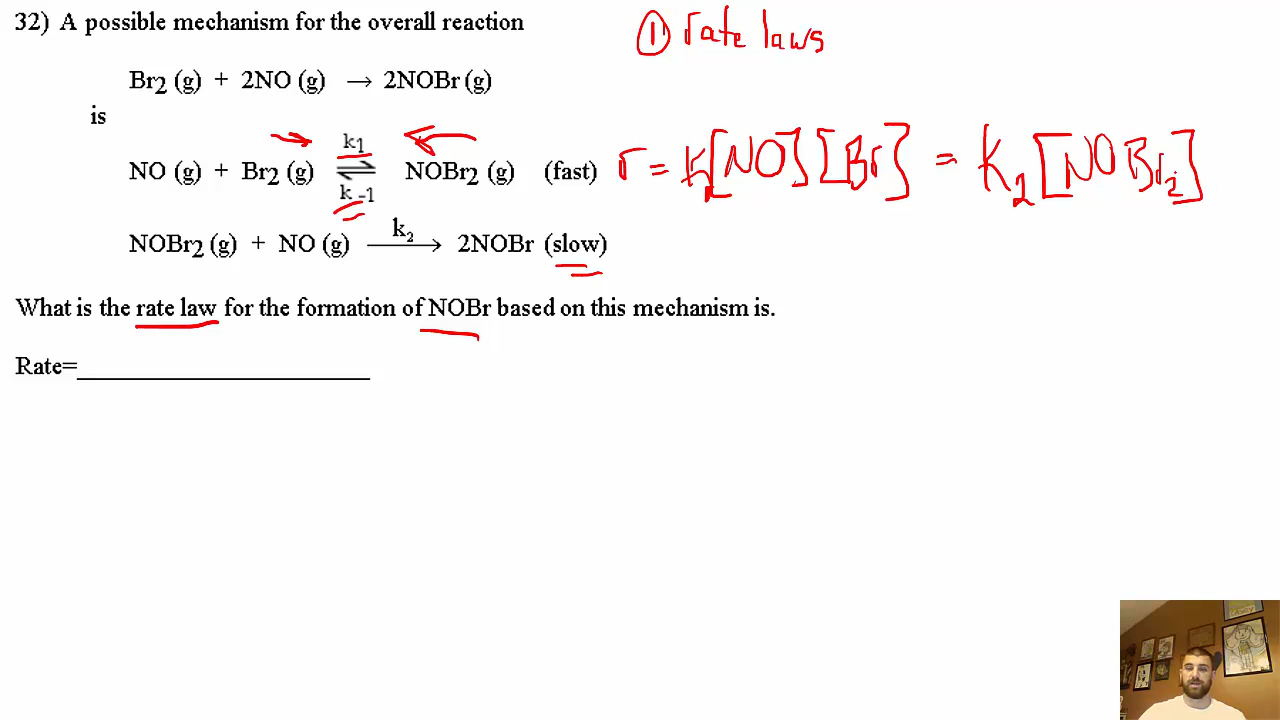 32) A possible mechanism for the overall reaction
① rate laws
Br2 (g) + 2NO (g) → 2NOBr (g)
is
k1
NO (g) + Br2 (g) ⇌ NOBr2 (g) (fast) r = k1[NO][Br] = K2[NOBr2]
k-1
k2
NOBr2 (g) + NO (g) → 2NOBr (slow)
What is the rate law for the formation of NOBr based on this mechanism is.
Rate=____________________